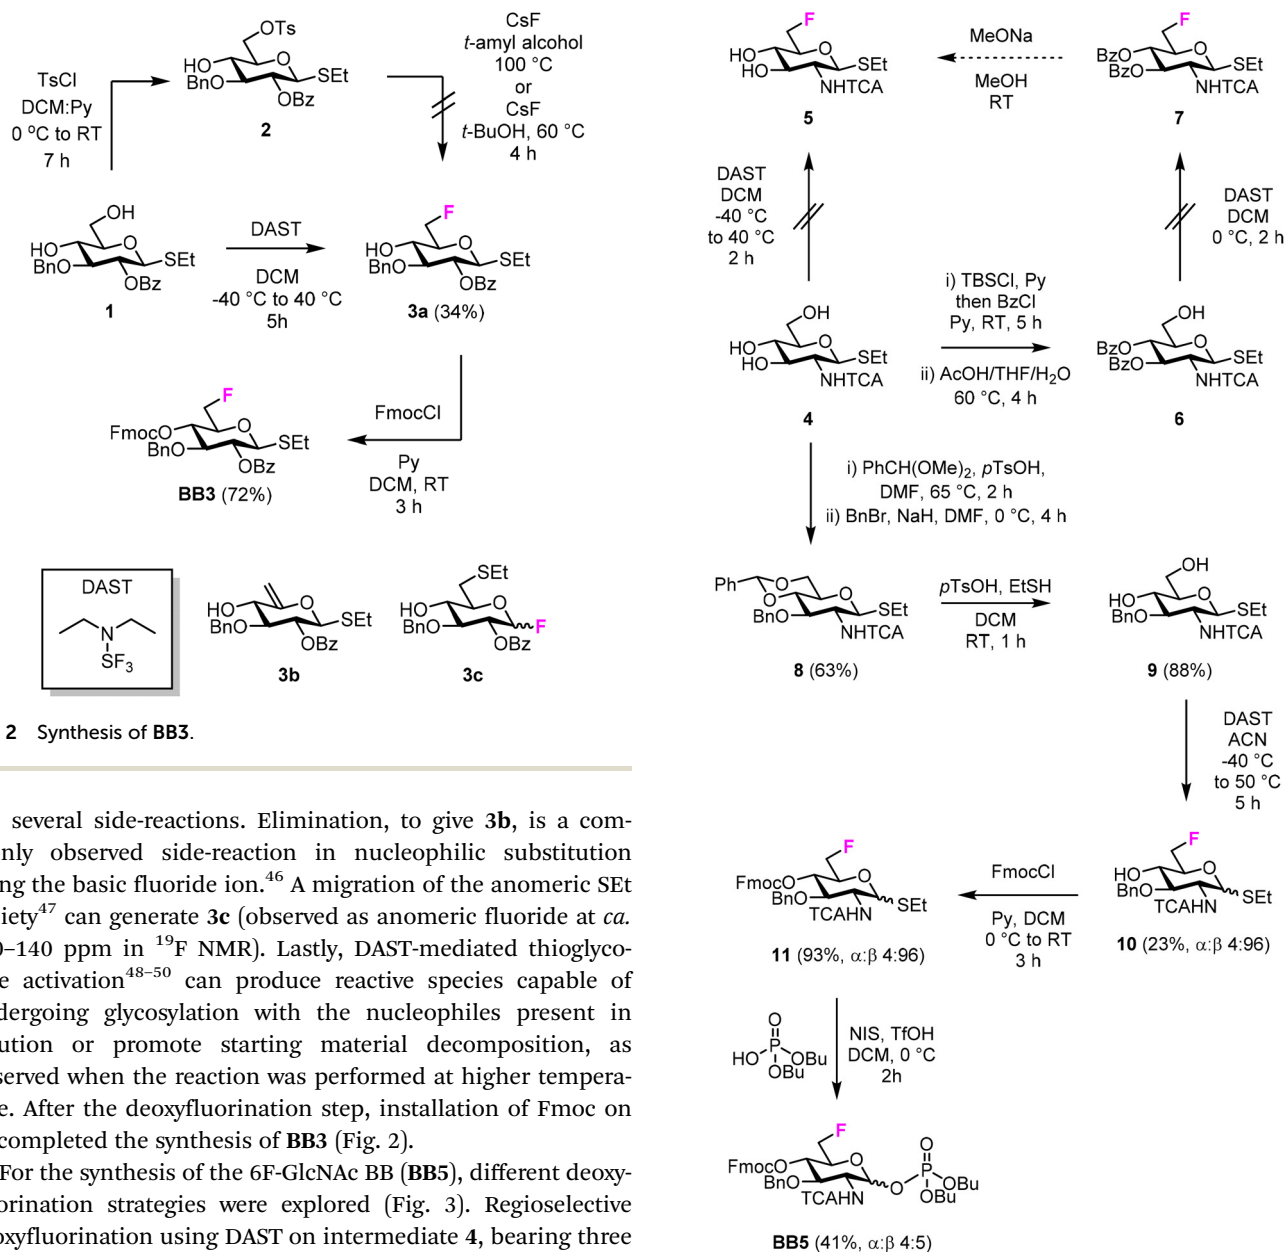 TsCl
DCM:Py
0 °C to RT
7 h
OTs
HO
O
BnO
SEt
OBz
2
CsF
t-amyl alcohol
100 °C
or
CsF
t-BuOH, 60 °C
4 h
OH
HO
O
BnO
SEt
OBz
1
DAST
DCM
-40 °C to 40 °C
5h
F
HO
O
BnO
SEt
OBz
3a (34%)
FmocCl
Py
DCM, RT
3 h
F
FmocO
O
BnO
SEt
OBz
BB3 (72%)
DAST
N
SF3
HO
O
BnO
SEt
OBz
3b
SEt
HO
O
BnO
F
OBz
3c
2 Synthesis of BB3.
several side-reactions. Elimination, to give 3b, is a com-
nly observed side-reaction in nucleophilic substitution
ng the basic fluoride ion.46 A migration of the anomeric SEt
iety47 can generate 3c (observed as anomeric fluoride at ca.
0–140 ppm in 19F NMR). Lastly, DAST-mediated thioglyco-
e activation48–50 can produce reactive species capable of
dergoing glycosylation with the nucleophiles present in
ution or promote starting material decomposition, as
served when the reaction was performed at higher tempera-
e. After the deoxyfluorination step, installation of Fmoc on
completed the synthesis of BB3 (Fig. 2).
For the synthesis of the 6F-GlcNAc BB (BB5), different deoxy-
orination strategies were explored (Fig. 3). Regioselective
oxyfluorination using DAST on intermediate 4, bearing three
F
HO
O
HO
SEt
NHTCA
5
MeONa
MeOH
RT
F
BzO
O
BzO
SEt
NHTCA
7
DAST
DCM
-40 °C
to 40 °C
2 h
DAST
DCM
0 °C, 2 h
OH
HO
O
HO
SEt
NHTCA
4
i) TBSCl, Py
then BzCl
Py, RT, 5 h
ii) AcOH/THF/H2O
60 °C, 4 h
OH
BzO
O
BzO
SEt
NHTCA
6
i) PhCH(OMe)2, pTsOH,
DMF, 65 °C, 2 h
ii) BnBr, NaH, DMF, 0 °C, 4 h
Ph
O
O
O
BnO
SEt
NHTCA
8 (63%)
pTsOH, EtSH
DCM
RT, 1 h
OH
HO
O
BnO
SEt
NHTCA
9 (88%)
DAST
ACN
-40 °C
to 50 °C
5 h
F
HO
O
BnO
TCAHN
SEt
10 (23%, α:β 4:96)
FmocCl
Py, DCM
0 °C to RT
3 h
F
FmocO
O
BnO
TCAHN
SEt
11 (93%, α:β 4:96)
O
HO
P
OBu
OBu
NIS, TfOH
DCM, 0 °C
2h
F
FmocO
O
BnO
TCAHN
O
O
P
OBu
OBu
BB5 (41%, α:β 4:5)